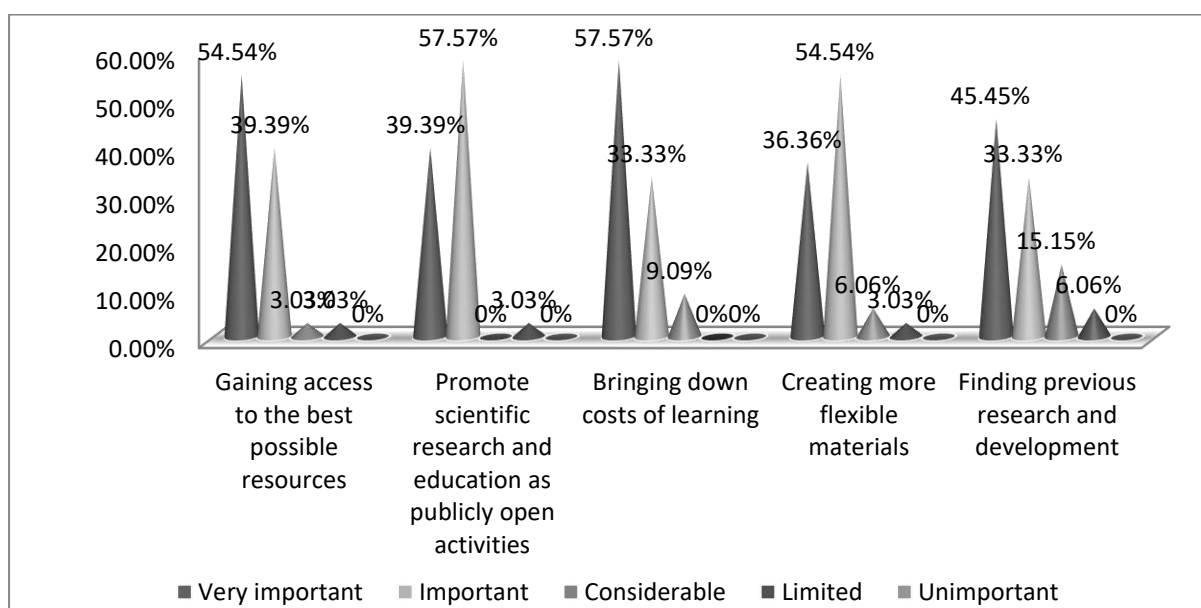 60.00%
50.00%
40.00%
30.00%
20.00%
10.00%
0.00%
54.54%
39.39%
3.03%
3.03%
0%
39.39%
57.57%
0%
3.03%
0%
57.57%
33.33%
9.09%
0%
0%
36.36%
54.54%
6.06%
3.03%
0%
45.45%
33.33%
15.15%
6.06%
0%
Gaining access
to the best
possible
resources
Promote
scientific
research and
education as
publicly open
activities
Bringing down
costs of learning
Creating more
flexible
materials
Finding previous
research and
development
Very important
Important
Considerable
Limited
Unimportant